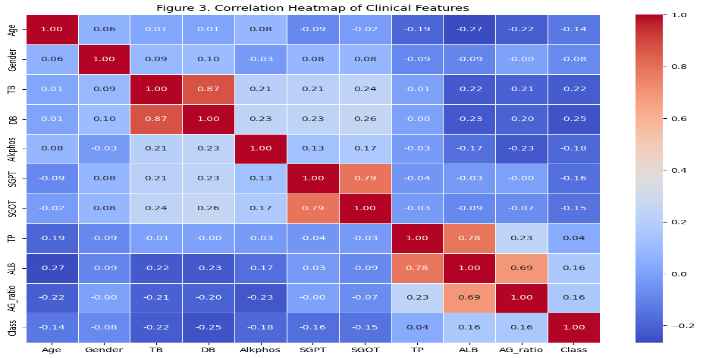 Figure 3. Correlation Heatmap of Clinical Features
Age 1.00 0.06 0.01 0.01 0.08 -0.09 -0.02 -0.19 -0.27 -0.22 -0.14
Gender 0.06 1.00 0.09 0.10 -0.03 0.08 0.08 -0.09 -0.09 -0.00 -0.08
TB 0.01 0.09 1.00 0.87 0.21 0.21 0.24 -0.01 -0.22 -0.21 -0.22
DB 0.01 0.10 0.87 1.00 0.23 0.23 0.26 -0.00 -0.23 -0.20 -0.25
Alkphos 0.08 -0.03 0.21 0.23 1.00 0.13 0.17 -0.03 -0.17 -0.23 -0.18
SGPT -0.09 0.08 0.21 0.23 0.13 1.00 0.79 -0.04 -0.03 -0.00 -0.16
SGOT -0.02 0.08 0.24 0.26 0.17 0.79 1.00 -0.03 -0.09 -0.07 -0.15
TP -0.19 -0.09 -0.01 -0.00 -0.03 -0.04 -0.03 1.00 0.78 0.23 0.04
ALB -0.27 -0.09 -0.22 -0.23 -0.17 -0.03 -0.09 0.78 1.00 0.69 0.16
AG_ratio -0.22 -0.00 -0.21 -0.20 -0.23 -0.00 -0.07 0.23 0.69 1.00 0.16
Class -0.14 -0.08 -0.22 -0.25 -0.18 -0.16 -0.15 0.04 0.16 0.16 1.00
Age Gender TB DB Alkphos SGPT SGOT TP ALB AG_ratio Class
1.0
0.8
0.6
0.4
0.2
0.0
-0.2